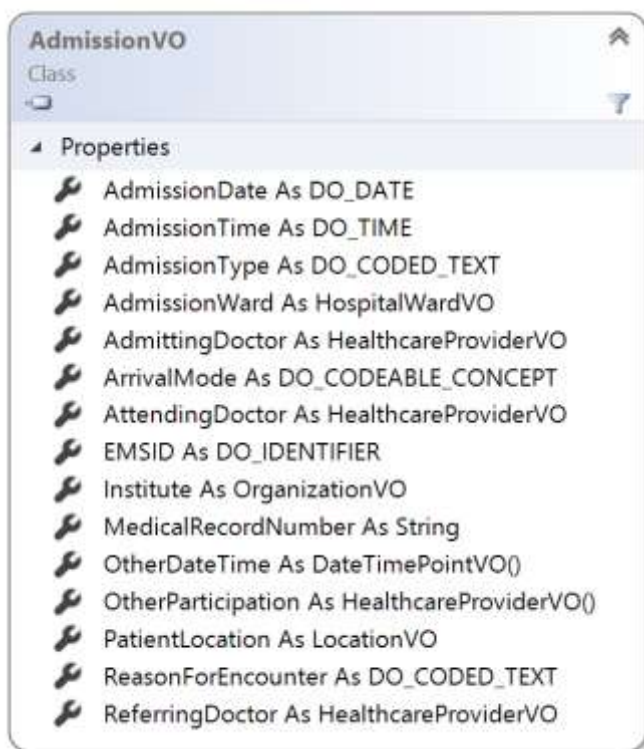 AdmissionVO
Class
Properties
AdmissionDate As DO_DATE
AdmissionTime As DO_TIME
AdmissionType As DO_CODED_TEXT
AdmissionWard As HospitalWardVO
AdmittingDoctor As HealthcareProviderVO
ArrivalMode As DO_CODEABLE_CONCEPT
AttendingDoctor As HealthcareProviderVO
EMSID As DO_IDENTIFIER
Institute As OrganizationVO
MedicalRecordNumber As String
OtherDateTime As DateTimePointVO()
OtherParticipation As HealthcareProviderVO()
PatientLocation As LocationVO
ReasonForEncounter As DO_CODED_TEXT
ReferringDoctor As HealthcareProviderVO